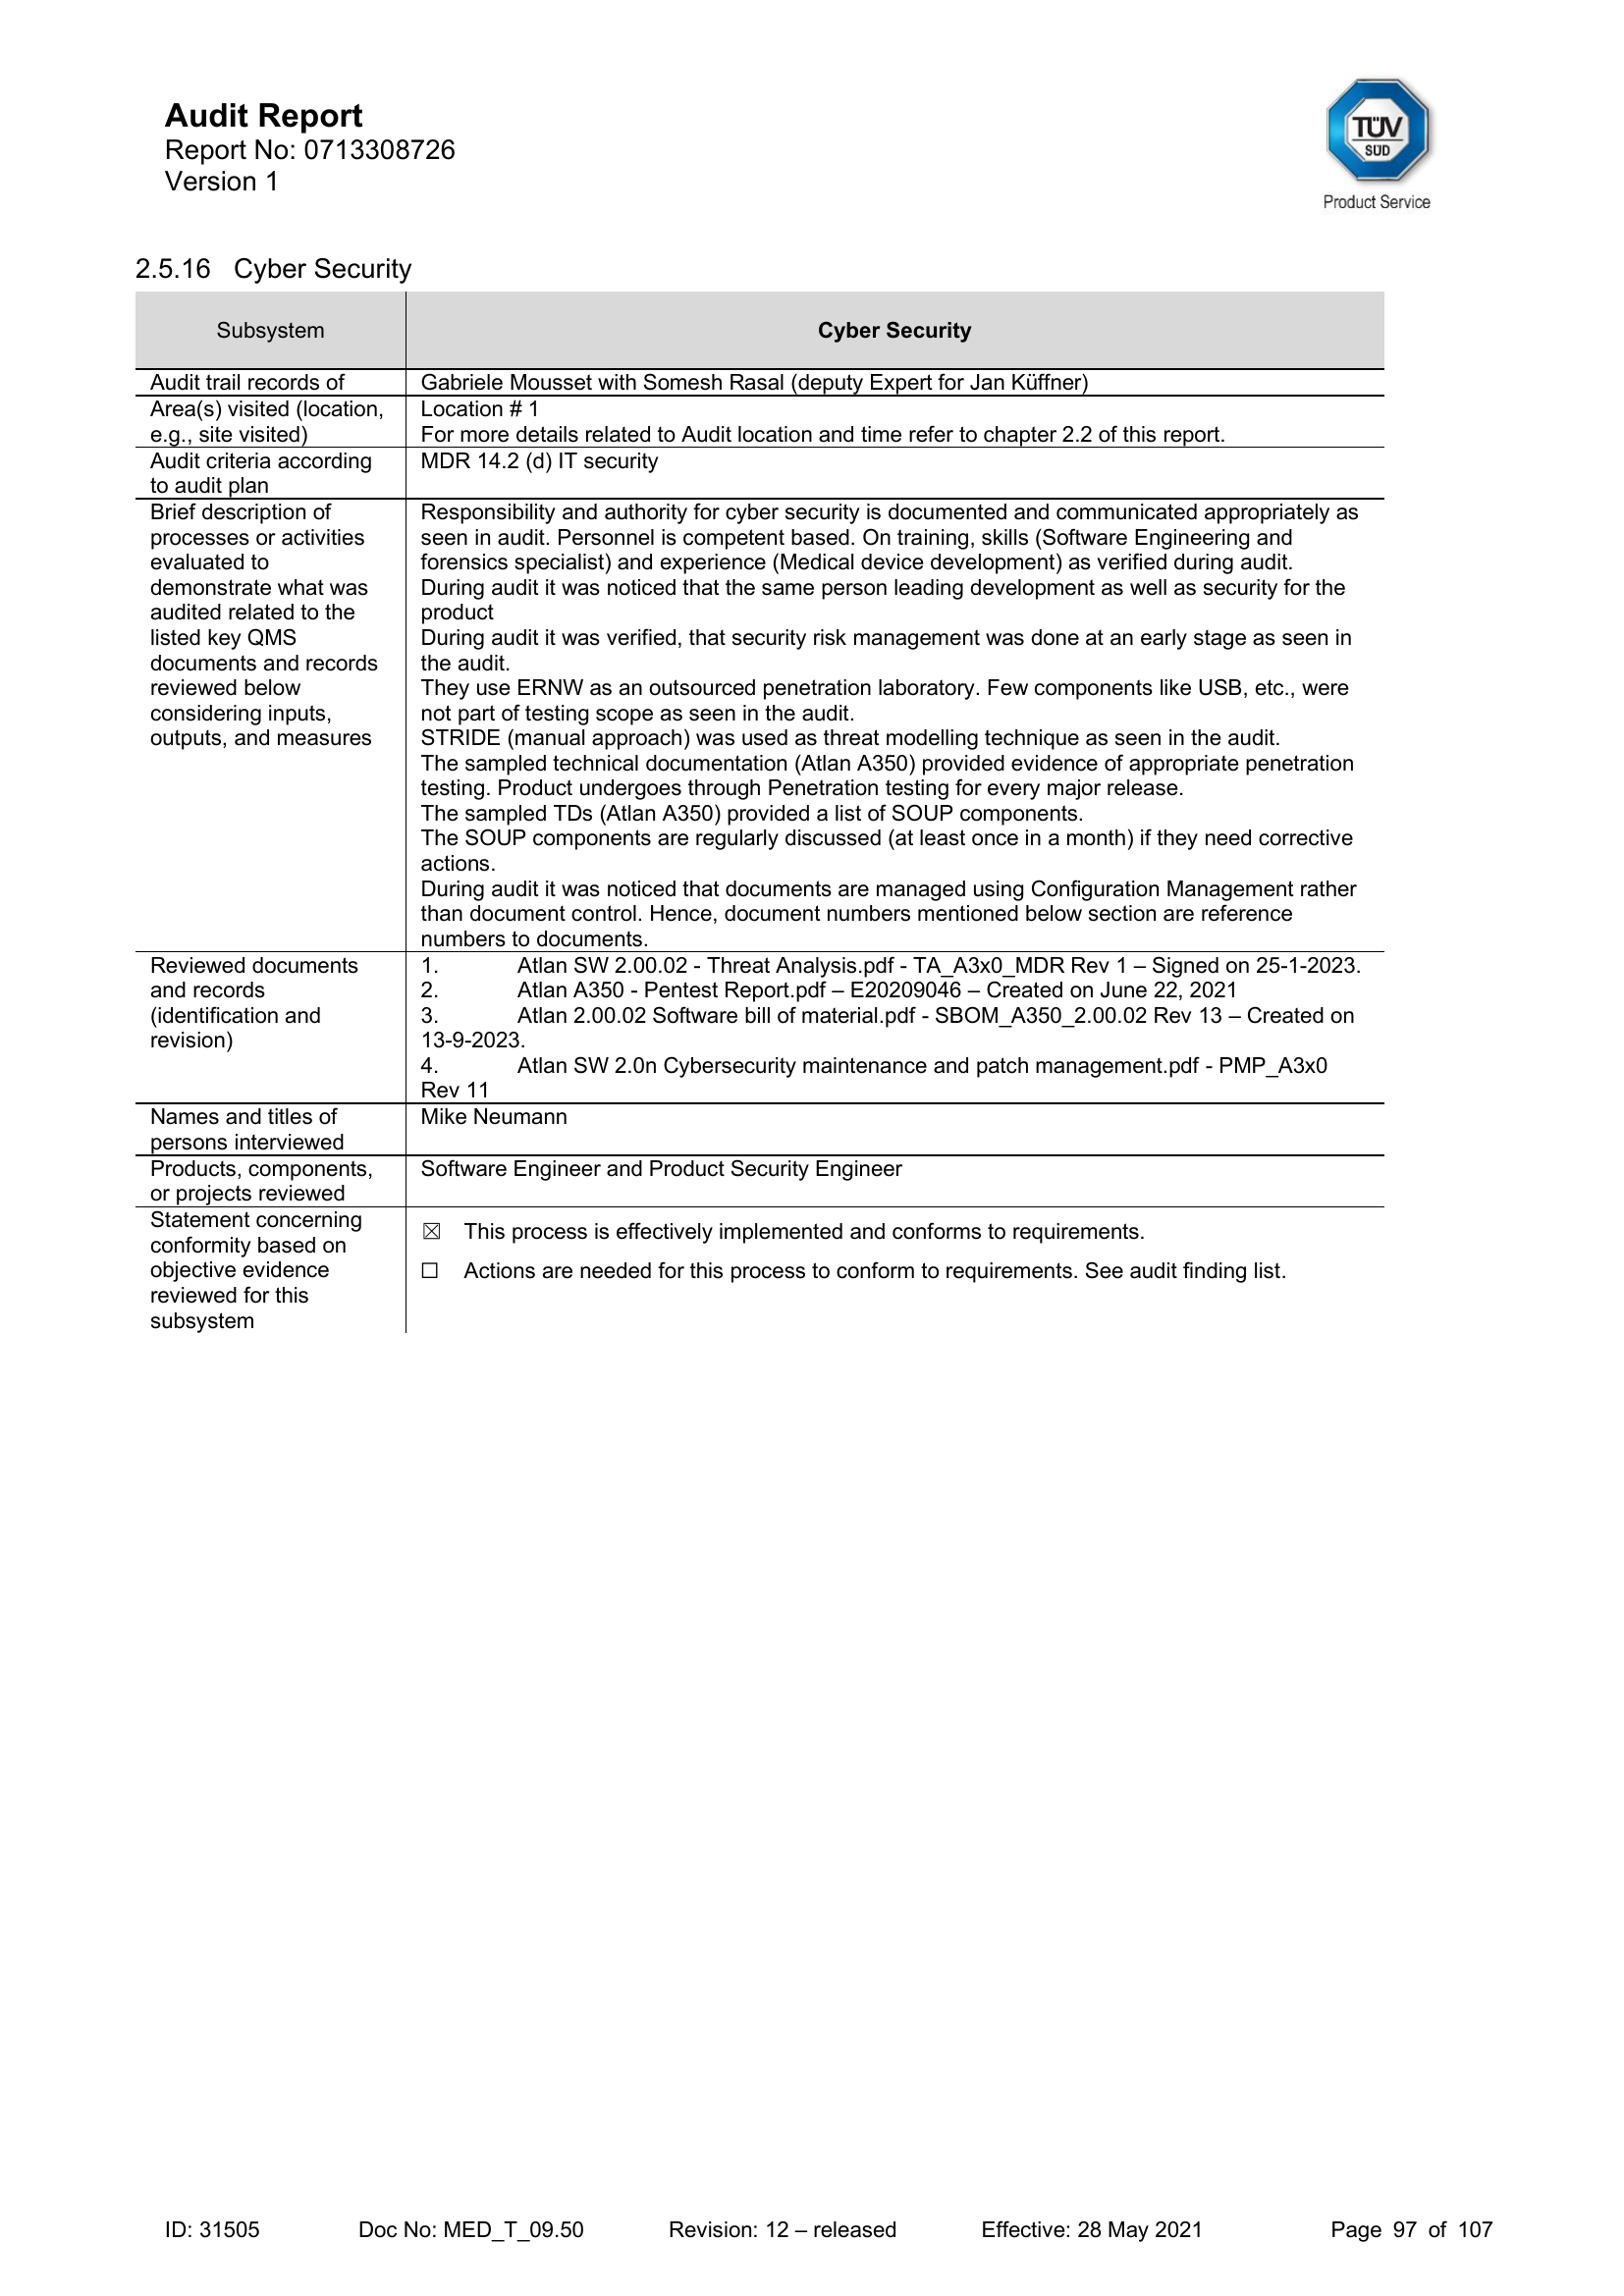 Audit Report
Report No: 0713308726
Version 1
TÜV
SÜD
Product Service
2.5.16 Cyber Security
Subsystem
Cyber Security
Audit trail records of
Gabriele Mousset with Somesh Rasal (deputy Expert for Jan Küffner)
Area(s) visited (location,
e.g., site visited)
Location # 1
For more details related to Audit location and time refer to chapter 2.2 of this report.
Audit criteria according
to audit plan
MDR 14.2 (d) IT security
Brief description of
processes or activities
evaluated to
demonstrate what was
audited related to the
listed key QMS
documents and records
reviewed below
considering inputs,
outputs, and measures
Responsibility and authority for cyber security is documented and communicated appropriately as
seen in audit. Personnel is competent based. On training, skills (Software Engineering and
forensics specialist) and experience (Medical device development) as verified during audit.
During audit it was noticed that the same person leading development as well as security for the
product
During audit it was verified, that security risk management was done at an early stage as seen in
the audit.
They use ERNW as an outsourced penetration laboratory. Few components like USB, etc., were
not part of testing scope as seen in the audit.
STRIDE (manual approach) was used as threat modelling technique as seen in the audit.
The sampled technical documentation (Atlan A350) provided evidence of appropriate penetration
testing. Product undergoes through Penetration testing for every major release.
The sampled TDs (Atlan A350) provided a list of SOUP components.
The SOUP components are regularly discussed (at least once in a month) if they need corrective
actions.
During audit it was noticed that documents are managed using Configuration Management rather
than document control. Hence, document numbers mentioned below section are reference
numbers to documents.
Reviewed documents
and records
(identification and
revision)
1. Atlan SW 2.00.02 - Threat Analysis.pdf - TA_A3x0_MDR Rev 1 – Signed on 25-1-2023.
2. Atlan A350 - Pentest Report.pdf – E20209046 – Created on June 22, 2021
3. Atlan 2.00.02 Software bill of material.pdf - SBOM_A350_2.00.02 Rev 13 – Created on
13-9-2023.
4. Atlan SW 2.0n Cybersecurity maintenance and patch management.pdf - PMP_A3x0
Rev 11
Names and titles of
persons interviewed
Mike Neumann
Products, components,
or projects reviewed
Software Engineer and Product Security Engineer
Statement concerning
conformity based on
objective evidence
reviewed for this
subsystem
☒ This process is effectively implemented and conforms to requirements.
☐ Actions are needed for this process to conform to requirements. See audit finding list.
ID: 31505 Doc No: MED_T_09.50 Revision: 12 – released Effective: 28 May 2021 Page 97 of 107